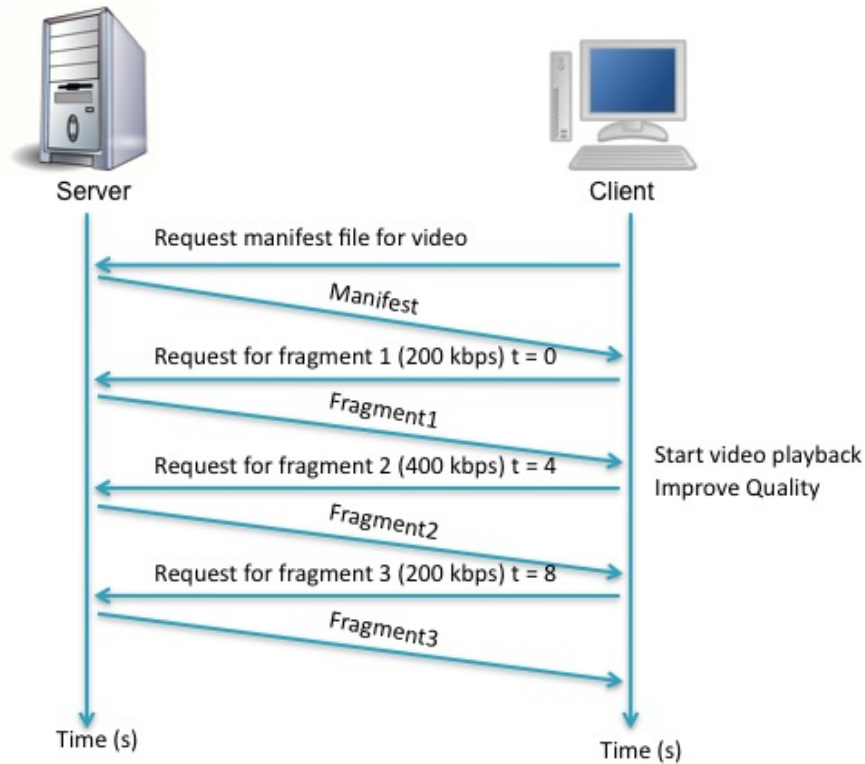 Server
Client
Request manifest file for video
Manifest
Request for fragment 1 (200 kbps) t = 0
Fragment1
Start video playback
Request for fragment 2 (400 kbps) t = 4
Improve Quality
Fragment2
Request for fragment 3 (200 kbps) t = 8
Fragment3
Time (s)
Time (s)